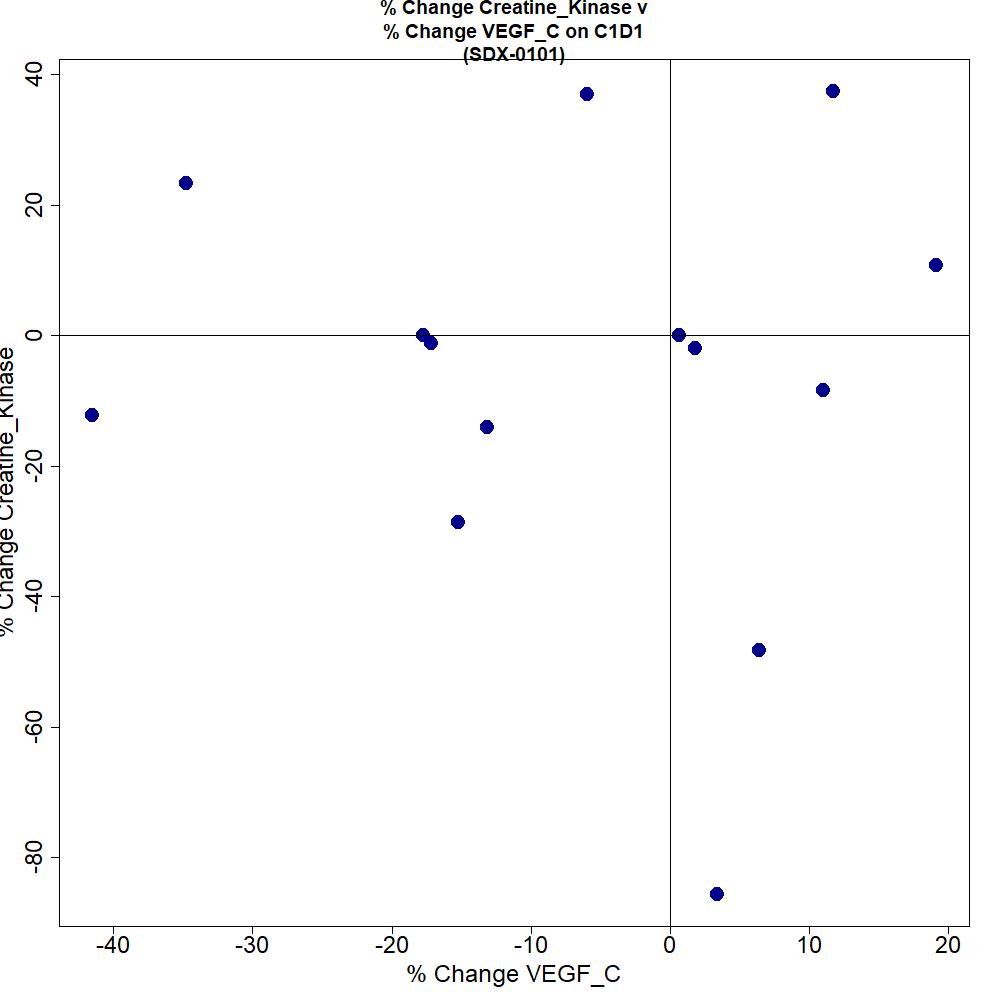 % Change Creatine_Kinase v
% Change VEGF_C on C1D1
(SDX-0101)
% Change Creatine_Kinase
40
20
0
-20
-40
-60
-80
-40
-30
-20
-10
0
10
20
% Change VEGF_C